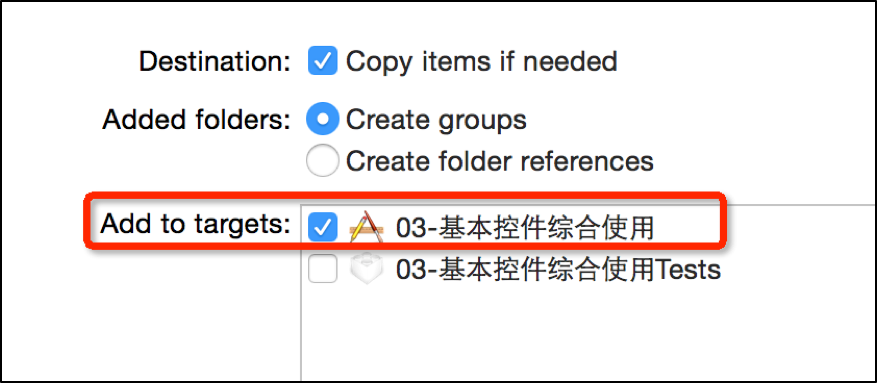 Destination: Copy items if needed
Added folders: Create groups
Create folder references
Add to targets: 03-基本控件综合使用
03-基本控件综合使用Tests